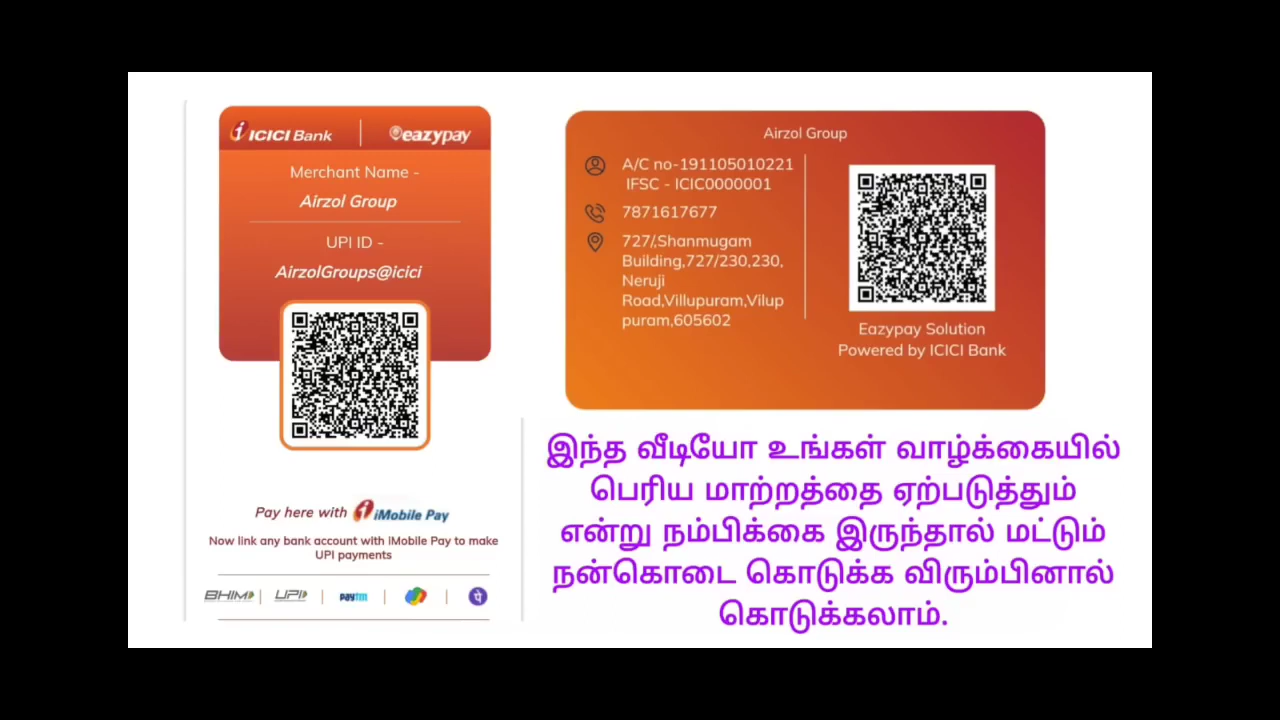 ICICI Bank
eazypay
Merchant Name -
Airzol Group
UPI ID -
AirzolGroups@icici
Pay here with iMobile Pay
Now link any bank account with iMobile Pay to make
UPI payments
BHIM
UPI
paytm
पे
Airzol Group
A/C no-191105010221
IFSC - ICIC0000001
7871617677
727/,Shanmugam
Building,727/230,230,
Neruji
Road,Villupuram,Vilup
puram,605602
Eazypay Solution
Powered by ICICI Bank
இந்த வீடியோ உங்கள் வாழ்க்கையில்
பெரிய மாற்றத்தை ஏற்படுத்தும்
என்று நம்பிக்கை இருந்தால் மட்டும்
நன்கொடை கொடுக்க விரும்பினால்
கொடுக்கலாம்.